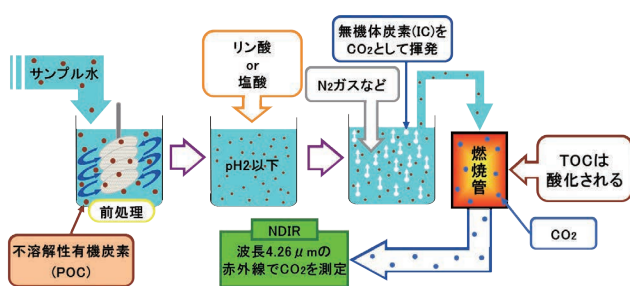 サンプル水
前処理
不溶解性有機炭素
(POC)
リン酸
or
塩酸
pH2以下
N₂ガスなど
無機体炭素(IC)を
CO₂として揮発
燃焼管
TOCは
酸化される
CO₂
NDIR
波長4.26μmの
赤外線でCO₂を測定